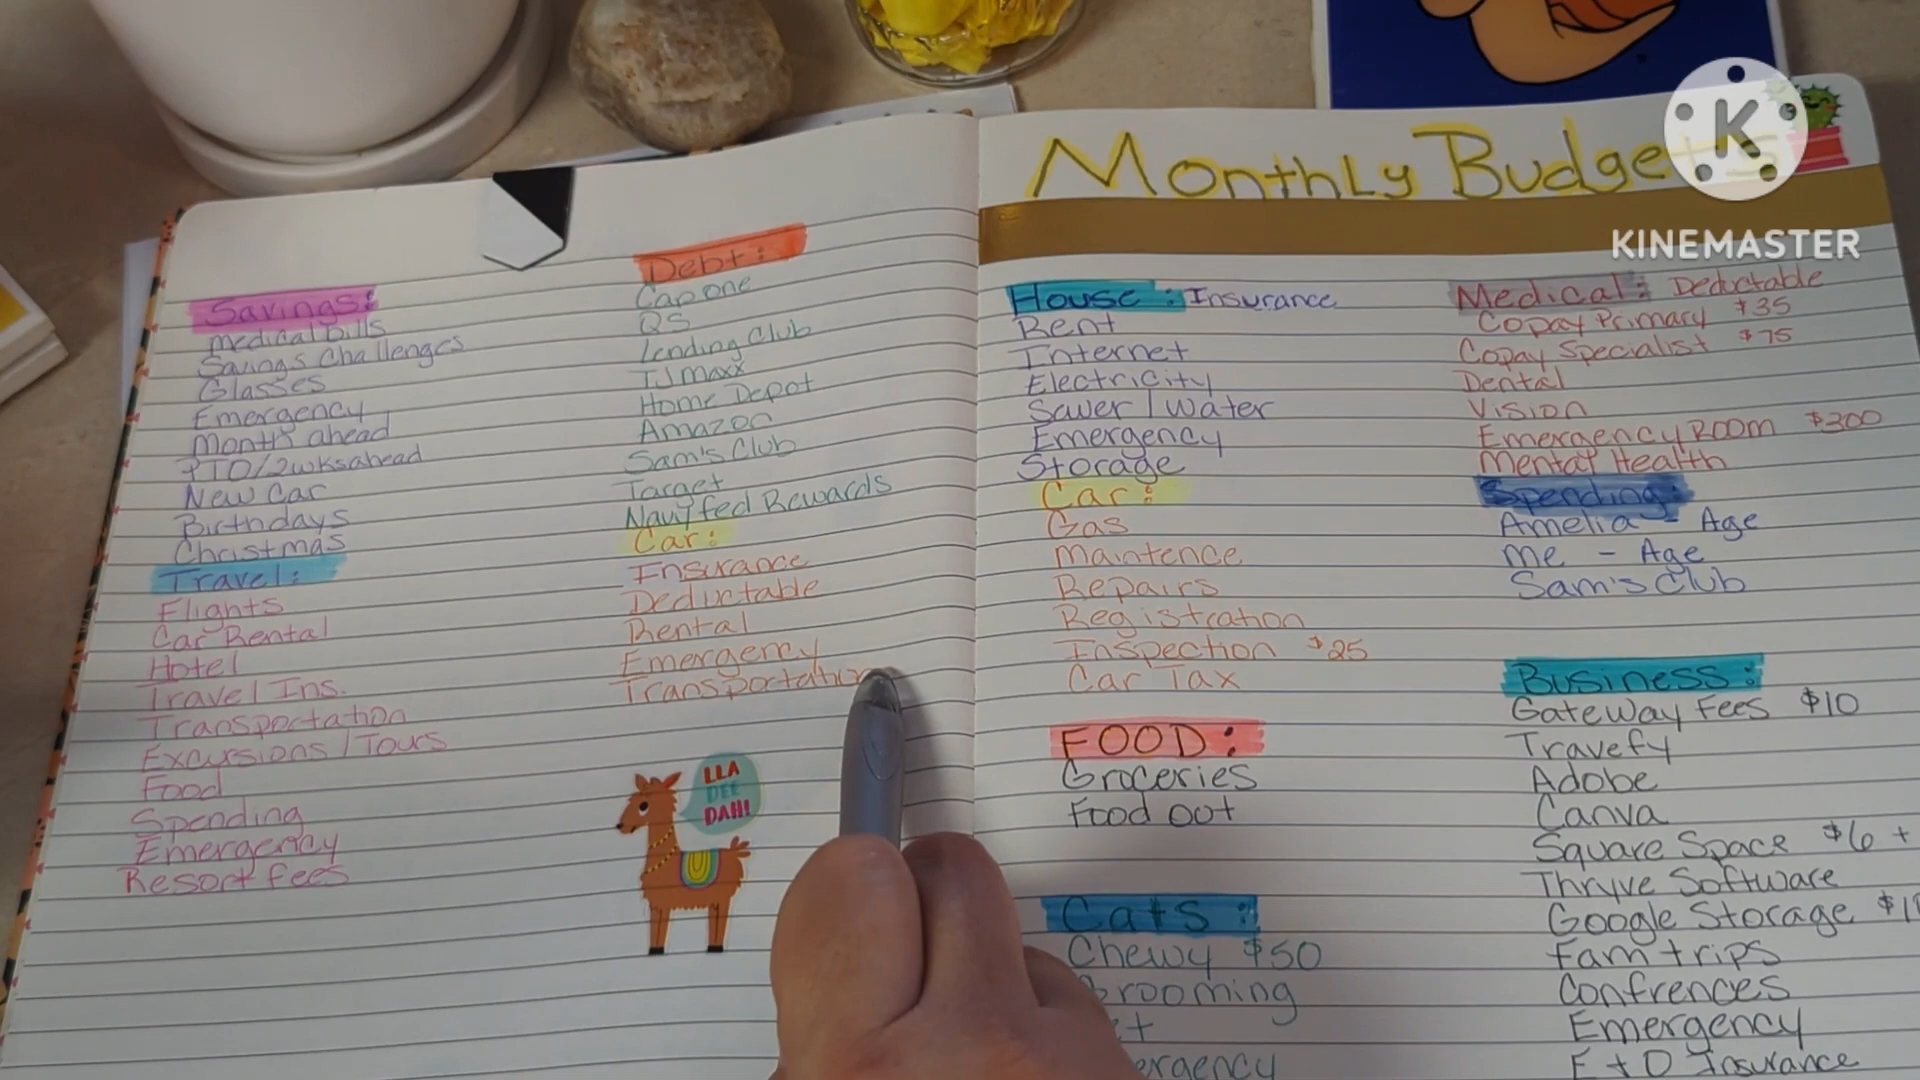 Savings:
Medical bills
Savings Challenges
Glasses
Emergency
Month ahead
PTO/2wksahead
New Car
Birthdays
Christmas
Travel:
Flights
Car Rental
Hotel
Travel Ins.
Transportation
Excursions / Tours
Food
Spending
Emergency
Resort fees
Debt:
Cap one
QS
Lending Club
TJ maxx
Home Depot
Amazon
Sam's Club
Target
Navy fed Rewards
Car:
Insurance
Deductable
Rental
Emergency
Transportation
LLA
DEE
DAH!
Monthly Budgets
House: Insurance
Rent
Internet
Electricity
Sawer / Water
Emergency
Storage
Car:
Gas
Maintence
Repairs
Registration
Inspection $25
Car Tax
FOOD:
Groceries
Food out
Cats:
Chewy $50
Grooming
Medical: Deductable
Copay Primary $35
Copay Specialist $75
Dental
Vision
Emergency Room $300
Mental Health
Spending:
Amelia - Age
Me - Age
Sam's Club
Business:
Gateway Fees $10
Travefy
Adobe
Canva
Square Space $6 +
Thryve Software
Google Storage
Fam trips
Confrences
Emergency
E + O Insurance
K
KINEMASTER